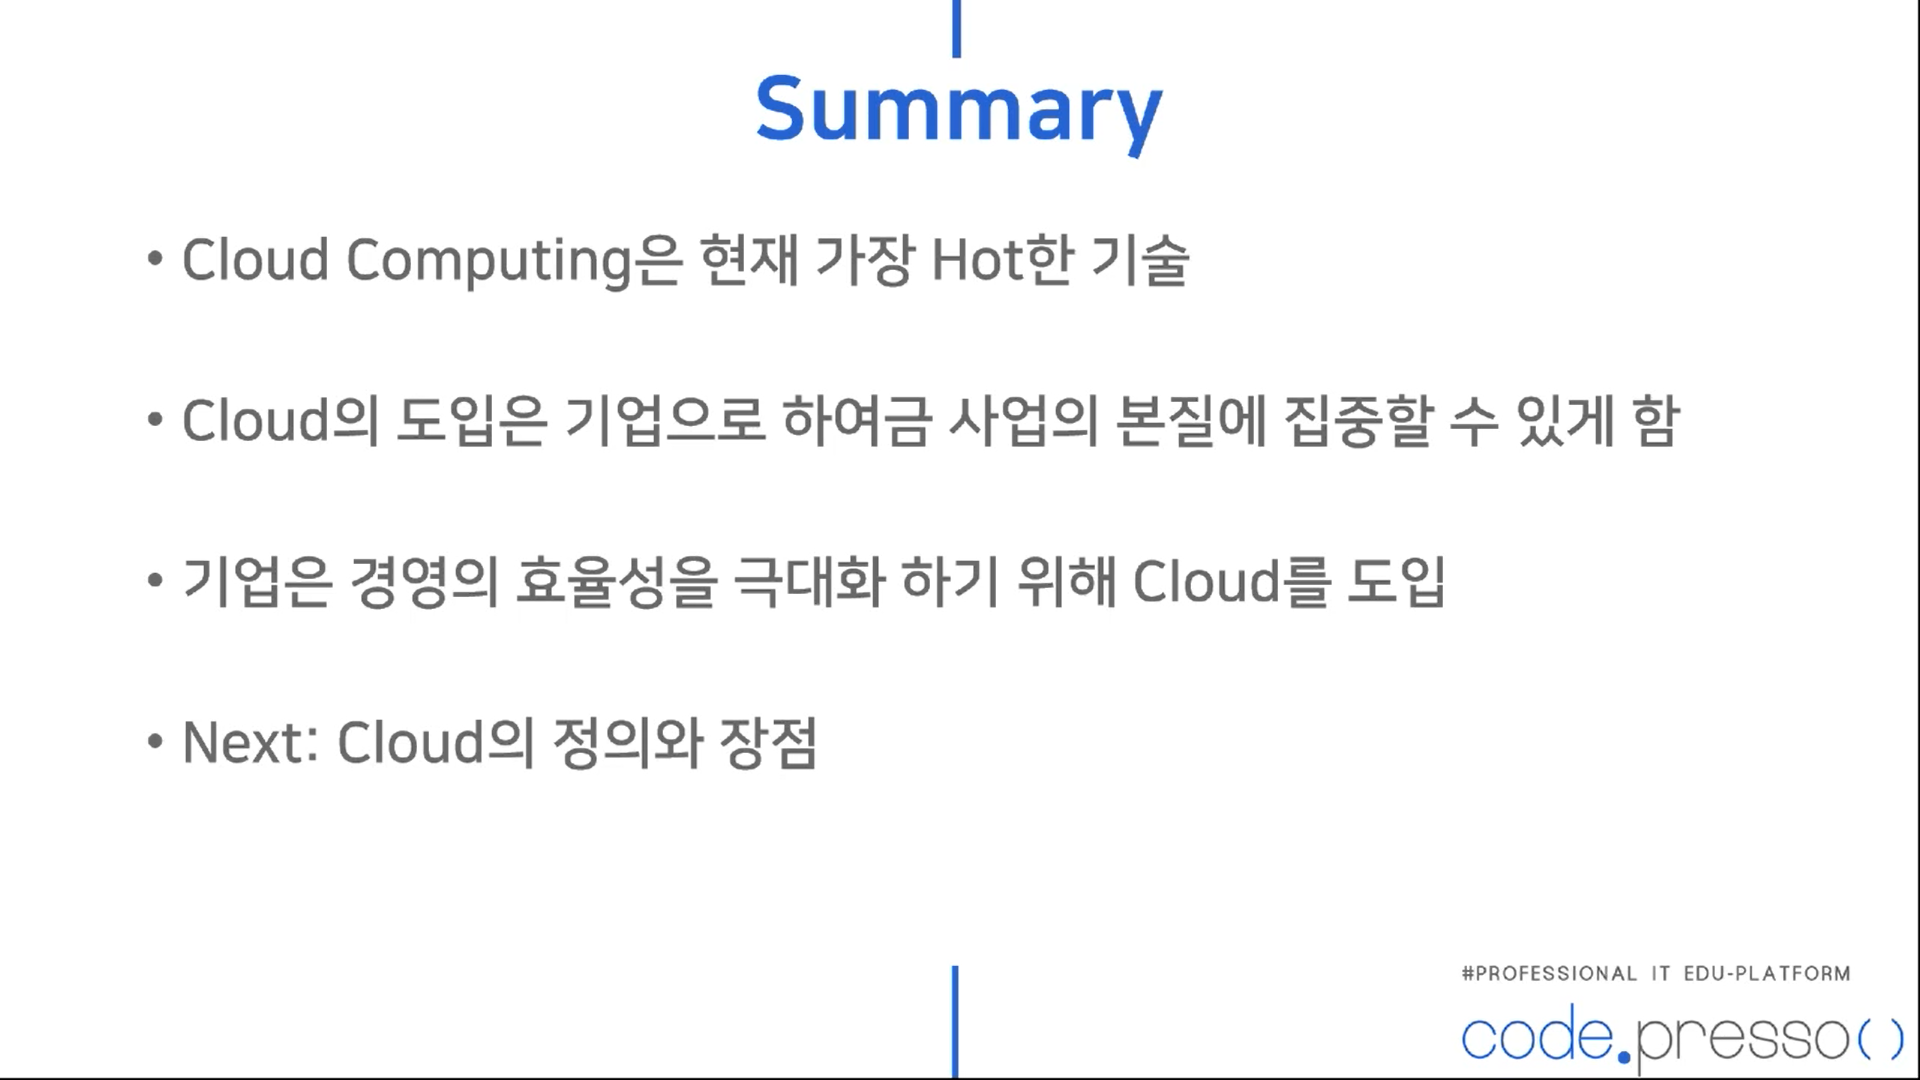 Summary
• Cloud Computing은 현재 가장 Hot한 기술
• Cloud의 도입은 기업으로 하여금 사업의 본질에 집중할 수 있게 함
• 기업은 경영의 효율성을 극대화 하기 위해 Cloud를 도입
• Next: Cloud의 정의와 장점
#PROFESSIONAL IT EDU-PLATFORM
code.presso()